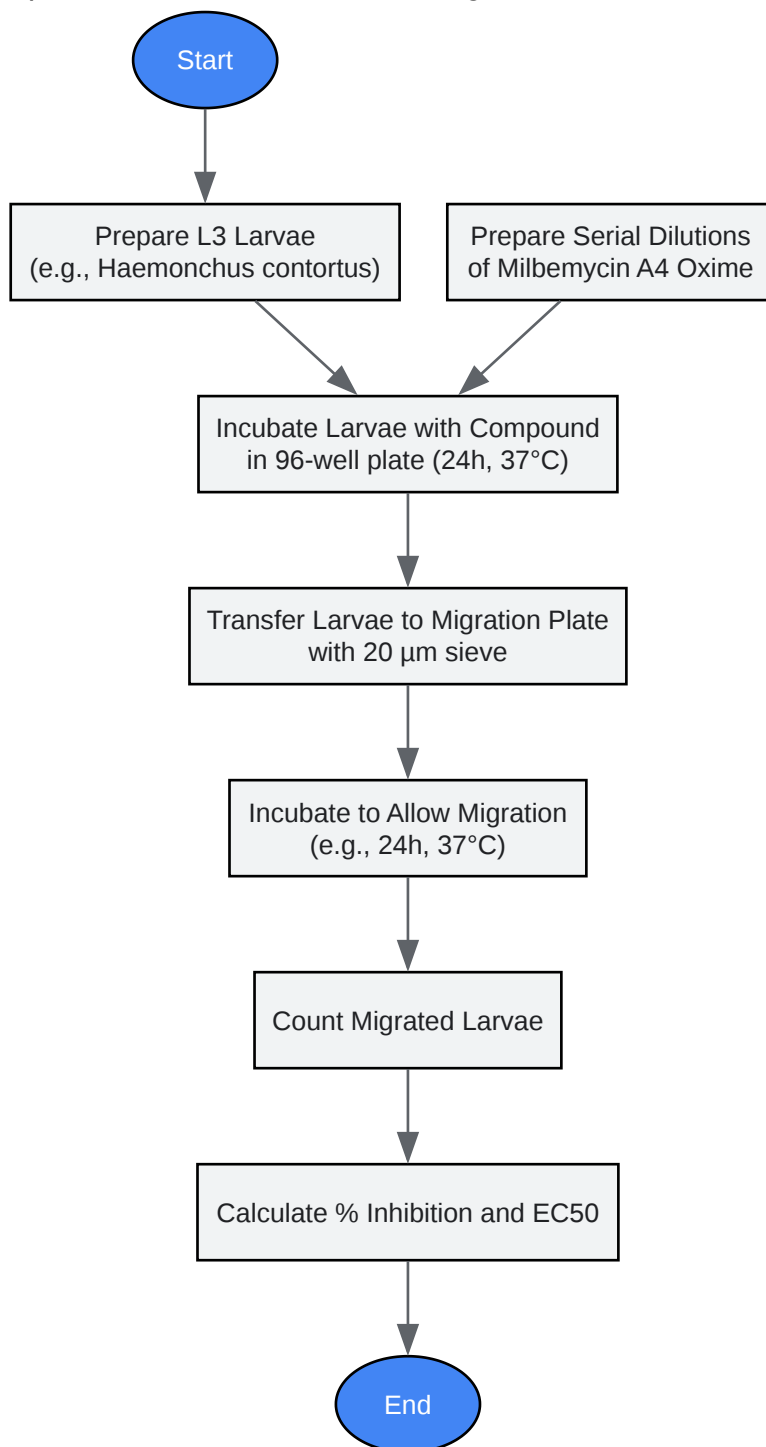 Start
Prepare L3 Larvae
(e.g., Haemonchus contortus)
Prepare Serial Dilutions
of Milbemycin A4 Oxime
Incubate Larvae with Compound
in 96-well plate (24h, 37°C)
Transfer Larvae to Migration Plate
with 20 µm sieve
Incubate to Allow Migration
(e.g., 24h, 37°C)
Count Migrated Larvae
Calculate % Inhibition and EC50
End